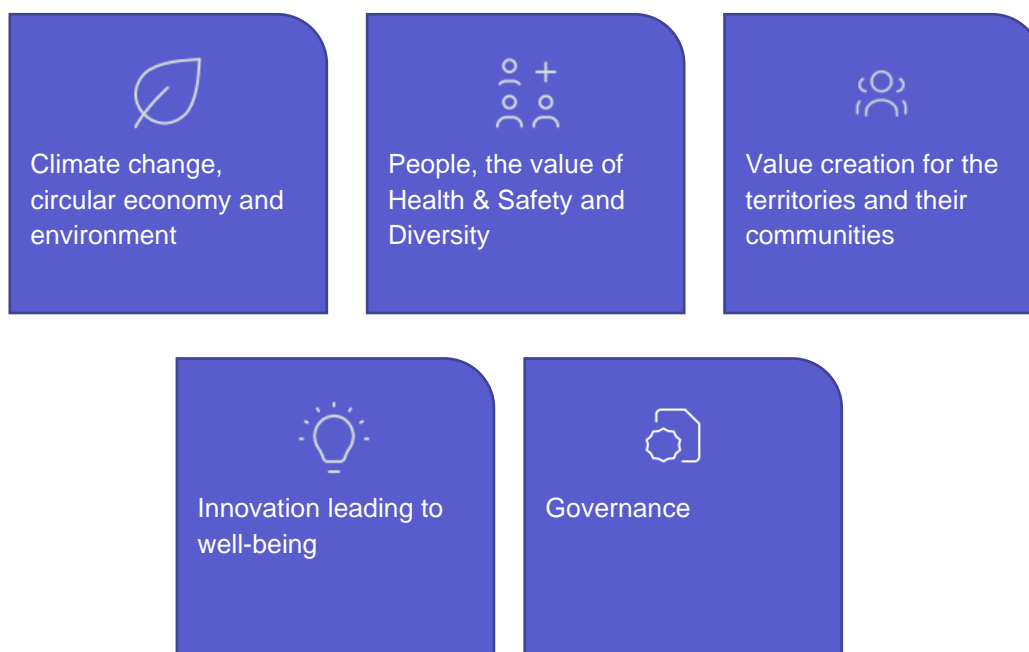 Climate change,
circular economy and
environment
People, the value of
Health & Safety and
Diversity
Value creation for the
territories and their
communities
Innovation leading to
well-being
Governance